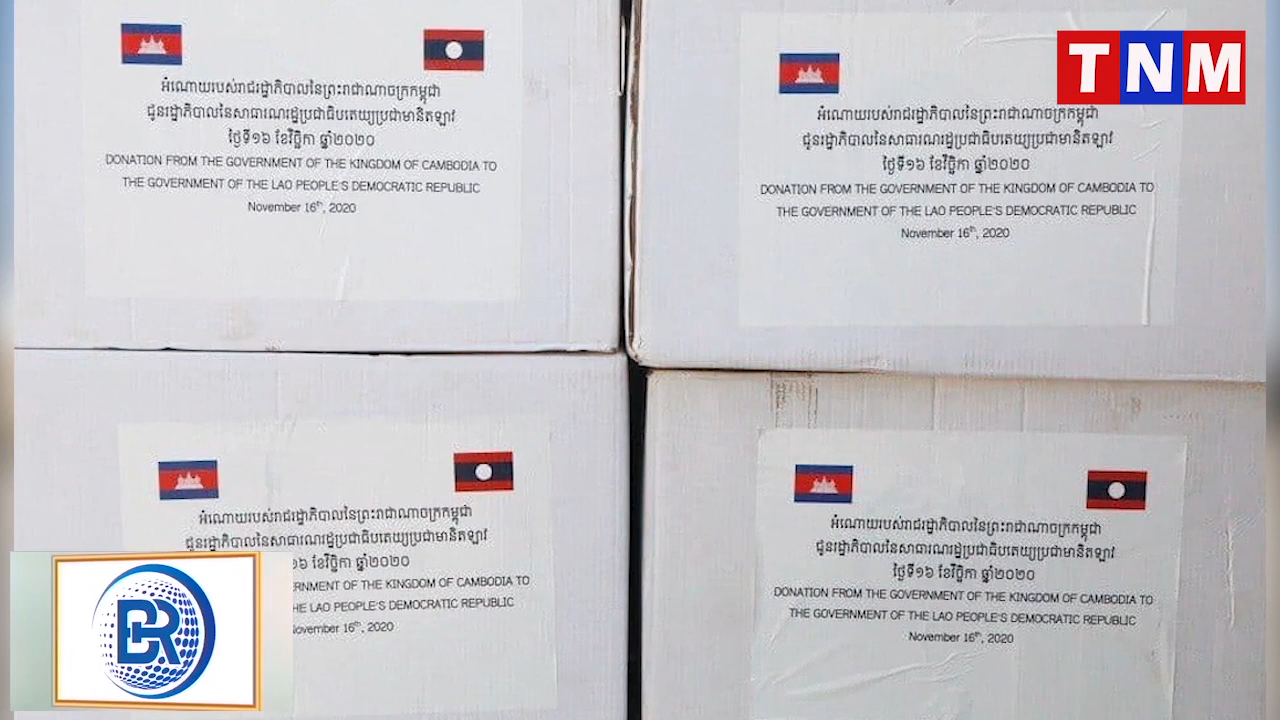 អំណោយរបស់រាជរដ្ឋាភិបាលនៃព្រះរាជាណាចក្រកម្ពុជា
ជូនរដ្ឋាភិបាលនៃសាធារណរដ្ឋប្រជាធិបតេយ្យប្រជាមានិតឡាវ
ថ្ងៃទី១៦ ខែវិច្ឆិកា ឆ្នាំ២០២០
DONATION FROM THE GOVERNMENT OF THE KINGDOM OF CAMBODIA TO
THE GOVERNMENT OF THE LAO PEOPLE'S DEMOCRATIC REPUBLIC
November 16th, 2020
TNM
អំណោយរបស់រាជរដ្ឋាភិបាលនៃព្រះរាជាណាចក្រកម្ពុជា
ជូនរដ្ឋាភិបាលនៃសាធារណរដ្ឋប្រជាធិបតេយ្យប្រជាមានិតឡាវ
ថ្ងៃទី១៦ ខែវិច្ឆិកា ឆ្នាំ២០២០
DONATION FROM THE GOVERNMENT OF THE KINGDOM OF CAMBODIA TO
THE GOVERNMENT OF THE LAO PEOPLE'S DEMOCRATIC REPUBLIC
November 16th, 2020
អំណោយរបស់រាជរដ្ឋាភិបាលនៃព្រះរាជាណាចក្រកម្ពុជា
ជូនរដ្ឋាភិបាលនៃសាធារណរដ្ឋប្រជាធិបតេយ្យប្រជាមានិតឡាវ
១៦ ខែវិច្ឆិកា ឆ្នាំ២០២០
OF THE KINGDOM OF CAMBODIA TO
THE LAO PEOPLE'S DEMOCRATIC REPUBLIC
November 16th, 2020
BR
អំណោយរបស់រាជរដ្ឋាភិបាលនៃព្រះរាជាណាចក្រកម្ពុជា
ជូនរដ្ឋាភិបាលនៃសាធារណរដ្ឋប្រជាធិបតេយ្យប្រជាមានិតឡាវ
ថ្ងៃទី១៦ ខែវិច្ឆិកា ឆ្នាំ២០២០
DONATION FROM THE GOVERNMENT OF THE KINGDOM OF CAMBODIA TO
THE GOVERNMENT OF THE LAO PEOPLE'S DEMOCRATIC REPUBLIC
November 16th, 2020